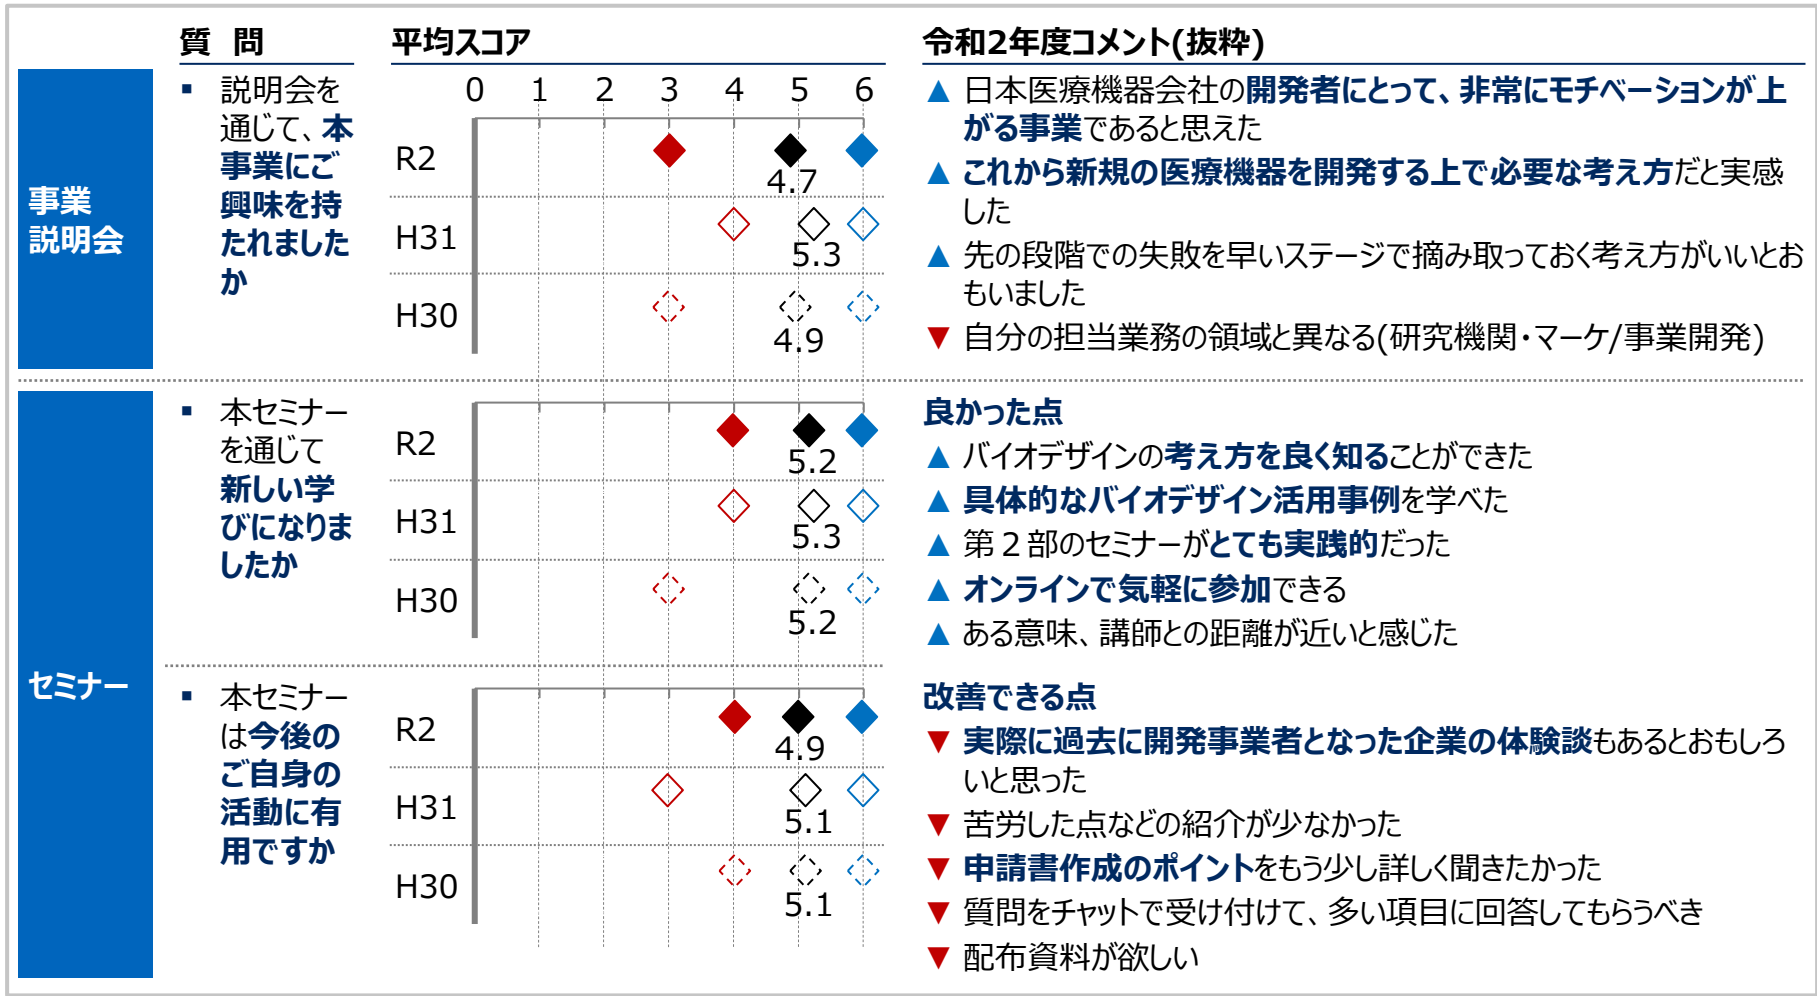 質 問
平均スコア
令和2年度コメント(抜粋)
事業
説明会
▪ 説明会を
通じて、本
事業にご
興味を持
たれました
か
0 1 2 3 4 5 6
R2
4.7
H31
5.3
H30
4.9
▲ 日本医療機器会社の開発者にとって、非常にモチベーションが上
がる事業であると思えた
▲ これから新規の医療機器を開発する上で必要な考え方だと実感
した
▲ 先の段階での失敗を早いステージで摘み取っておく考え方がいいとお
もいました
▼ 自分の担当業務の領域と異なる(研究機関・マーケ/事業開発)
セミナー
▪ 本セミナー
を通じて
新しい学
びになりま
したか
R2
5.2
H31
5.3
H30
5.2
良かった点
▲ バイオデザインの考え方を良く知ることができた
▲ 具体的なバイオデザイン活用事例を学べた
▲ 第２部のセミナーがとても実践的だった
▲ オンラインで気軽に参加できる
▲ ある意味、講師との距離が近いと感じた
▪ 本セミナー
は今後の
ご自身の
活動に有
用ですか
R2
4.9
H31
5.1
H30
5.1
改善できる点
▼ 実際に過去に開発事業者となった企業の体験談もあるとおもしろ
いと思った
▼ 苦労した点などの紹介が少なかった
▼ 申請書作成のポイントをもう少し詳しく聞きたかった
▼ 質問をチャットで受け付けて、多い項目に回答してもらうべき
▼ 配布資料が欲しい